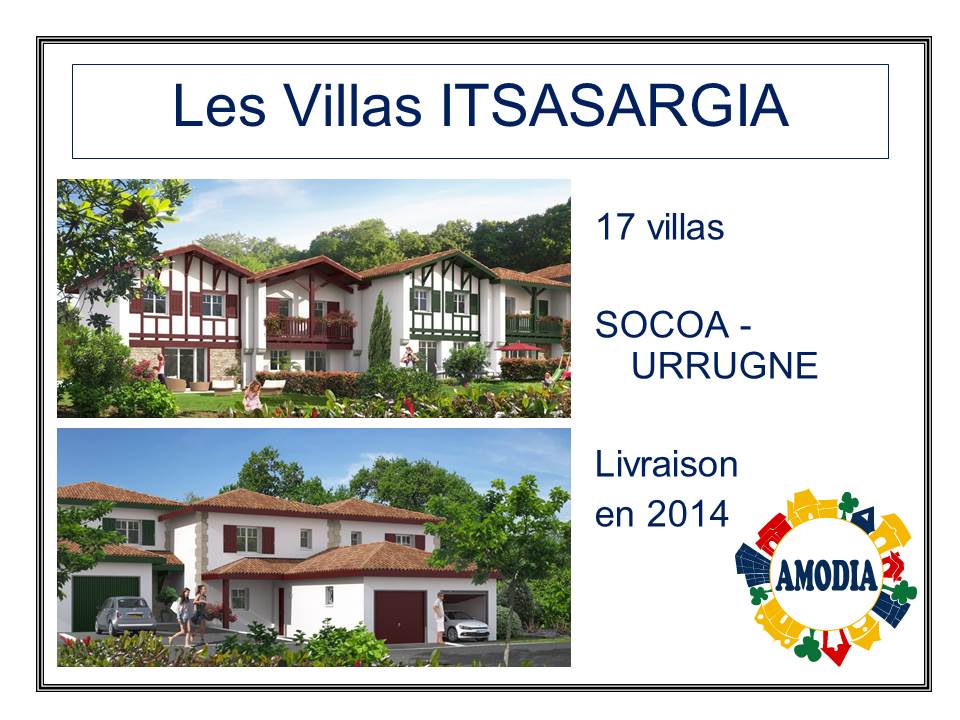 Les Villas ITSASARGIA
17 villas
SOCOA -
URRUGNE
Livraison
en 2014
AMODIA